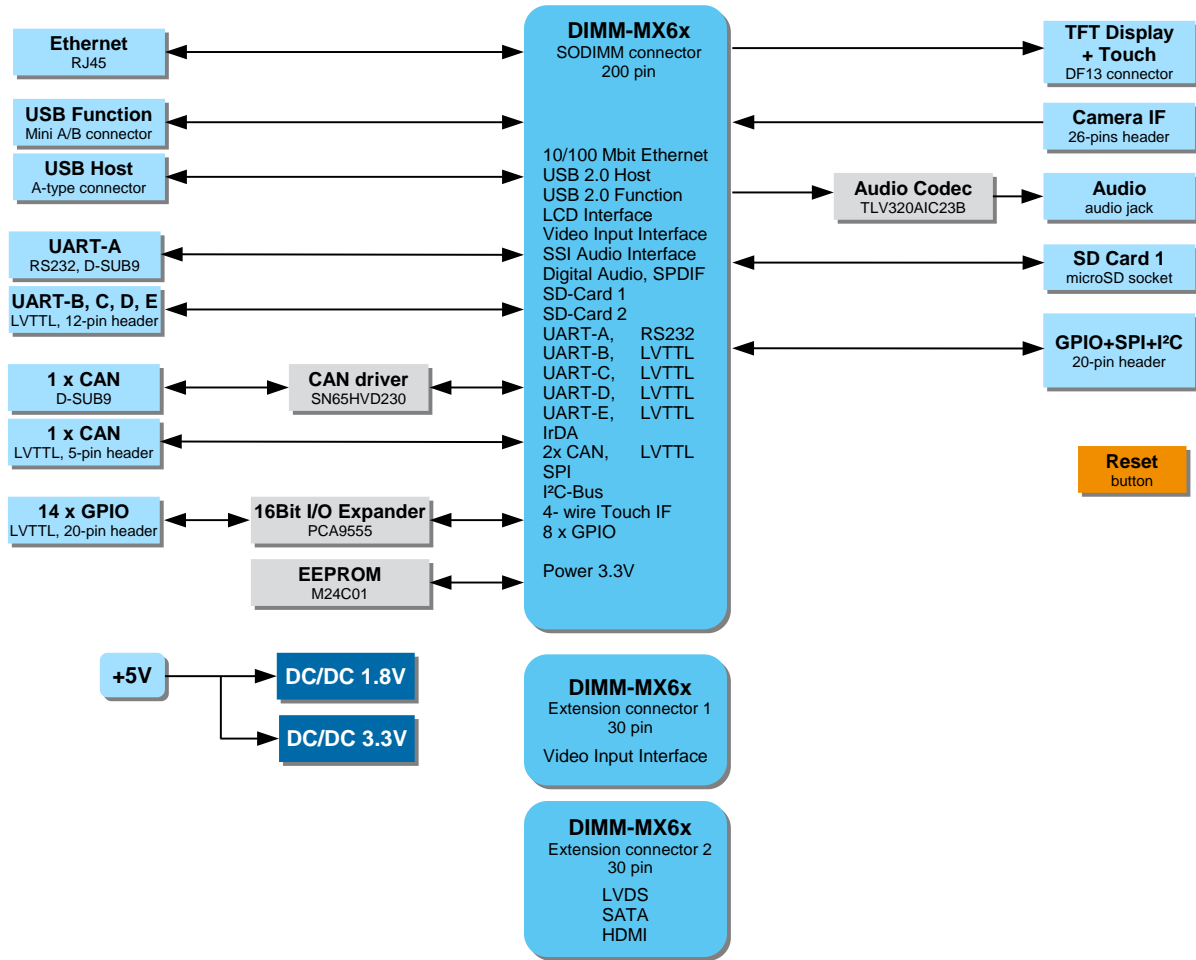 Ethernet
RJ45
USB Function
Mini A/B connector
USB Host
A-type connector
UART-A
RS232, D-SUB9
UART-B, C, D, E
LVTTL, 12-pin header
1 x CAN
D-SUB9
CAN driver
SN65HVD230
1 x CAN
LVTTL, 5-pin header
14 x GPIO
LVTTL, 20-pin header
16Bit I/O Expander
PCA9555
EEPROM
M24C01
+5V
DC/DC 1.8V
DC/DC 3.3V
DIMM-MX6x
SODIMM connector
200 pin
10/100 Mbit Ethernet
USB 2.0 Host
USB 2.0 Function
LCD Interface
Video Input Interface
SSI Audio Interface
Digital Audio, SPDIF
SD-Card 1
SD-Card 2
UART-A, RS232
UART-B, LVTTL
UART-C, LVTTL
UART-D, LVTTL
UART-E, LVTTL
IrDA
2x CAN, LVTTL
SPI
I²C-Bus
4- wire Touch IF
8 x GPIO
Power 3.3V
DIMM-MX6x
Extension connector 1
30 pin
Video Input Interface
DIMM-MX6x
Extension connector 2
30 pin
LVDS
SATA
HDMI
TFT Display
+ Touch
DF13 connector
Camera IF
26-pins header
Audio Codec
TLV320AIC23B
Audio
audio jack
SD Card 1
microSD socket
GPIO+SPI+I²C
20-pin header
Reset
button